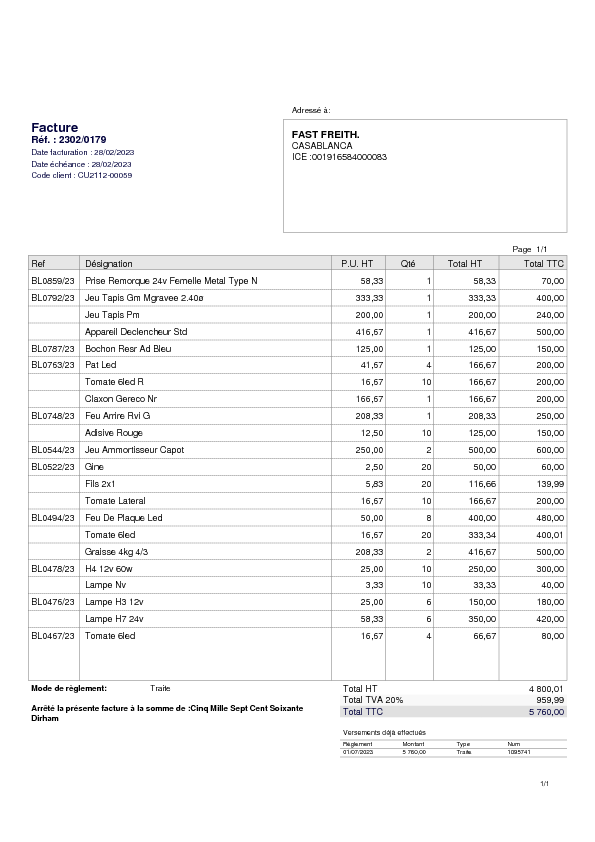 Adressé à:
Facture
Réf. : 2302/0179
Date facturation : 28/02/2023
Date échéance : 28/02/2023
Code client : CU2112-00059
FAST FREITH.
CASABLANCA
ICE :001916584000083
Page 1/1
Ref Désignation P.U. HT Qté Total HT Total TTC
BL0859/23 Prise Remorque 24v Femelle Metal Type N 58,33 1 58,33 70,00
BL0792/23 Jeu Tapis Gm Mgravee 2.40ø 333,33 1 333,33 400,00
Jeu Tapis Pm 200,00 1 200,00 240,00
Appareil Declencheur Std 416,67 1 416,67 500,00
BL0787/23 Bochon Resr Ad Bleu 125,00 1 125,00 150,00
BL0763/23 Pat Led 41,67 4 166,67 200,00
Tomate 6led R 16,67 10 166,67 200,00
Claxon Gereco Nr 166,67 1 166,67 200,00
BL0748/23 Feu Arrire Rvi G 208,33 1 208,33 250,00
Adisive Rouge 12,50 10 125,00 150,00
BL0544/23 Jeu Ammortisseur Capot 250,00 2 500,00 600,00
BL0522/23 Gine 2,50 20 50,00 60,00
Fils 2x1 5,83 20 116,66 139,99
Tomate Lateral 16,67 10 166,67 200,00
BL0494/23 Feu De Plaque Led 50,00 8 400,00 480,00
Tomate 6led 16,67 20 333,34 400,01
Graisse 4kg 4/3 208,33 2 416,67 500,00
BL0478/23 H4 12v 60w 25,00 10 250,00 300,00
Lampe Nv 3,33 10 33,33 40,00
BL0476/23 Lampe H3 12v 25,00 6 150,00 180,00
Lampe H7 24v 58,33 6 350,00 420,00
BL0467/23 Tomate 6led 16,67 4 66,67 80,00
Mode de règlement: Traite
Total HT 4 800,01
Total TVA 20% 959,99
Total TTC 5 760,00
Arrêté la présente facture à la somme de :Cinq Mille Sept Cent Soixante
Dirham
Versements déjà effectués
Règlement Montant Type Num
01/07/2023 5 760,00 Traite 1095741
1/1